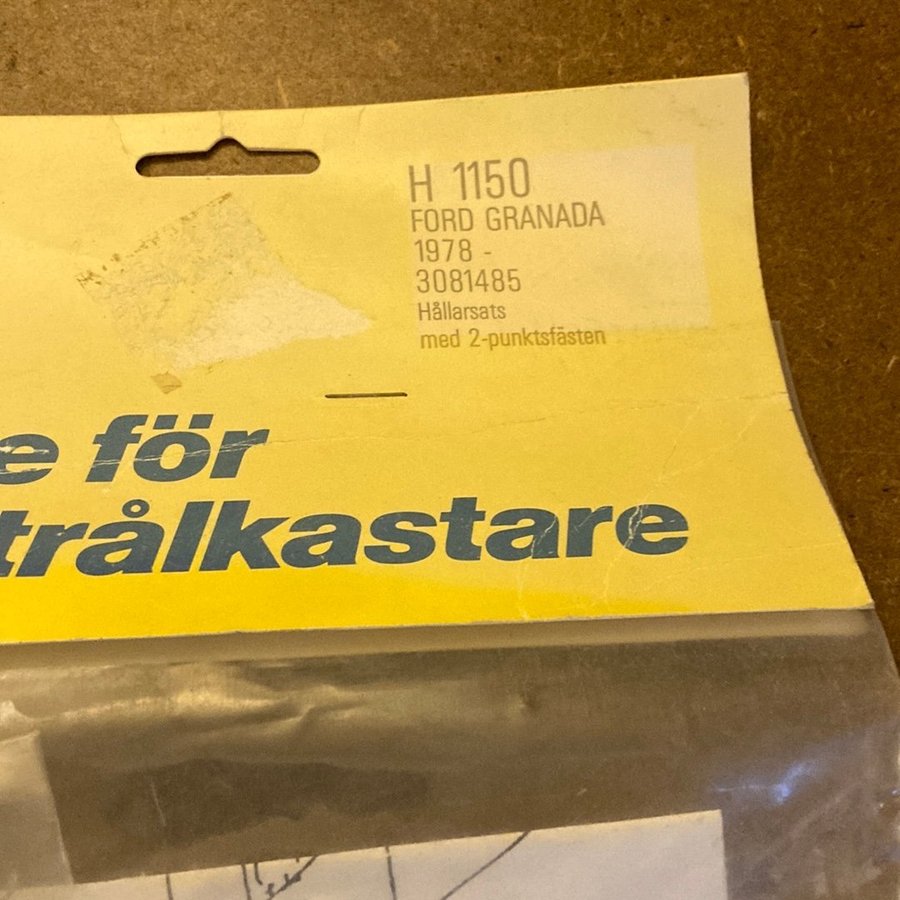 H 1150
FORD GRANADA
1978 -
3081485
Hållarsats
med 2-punktsfästen
e för
trålkastare